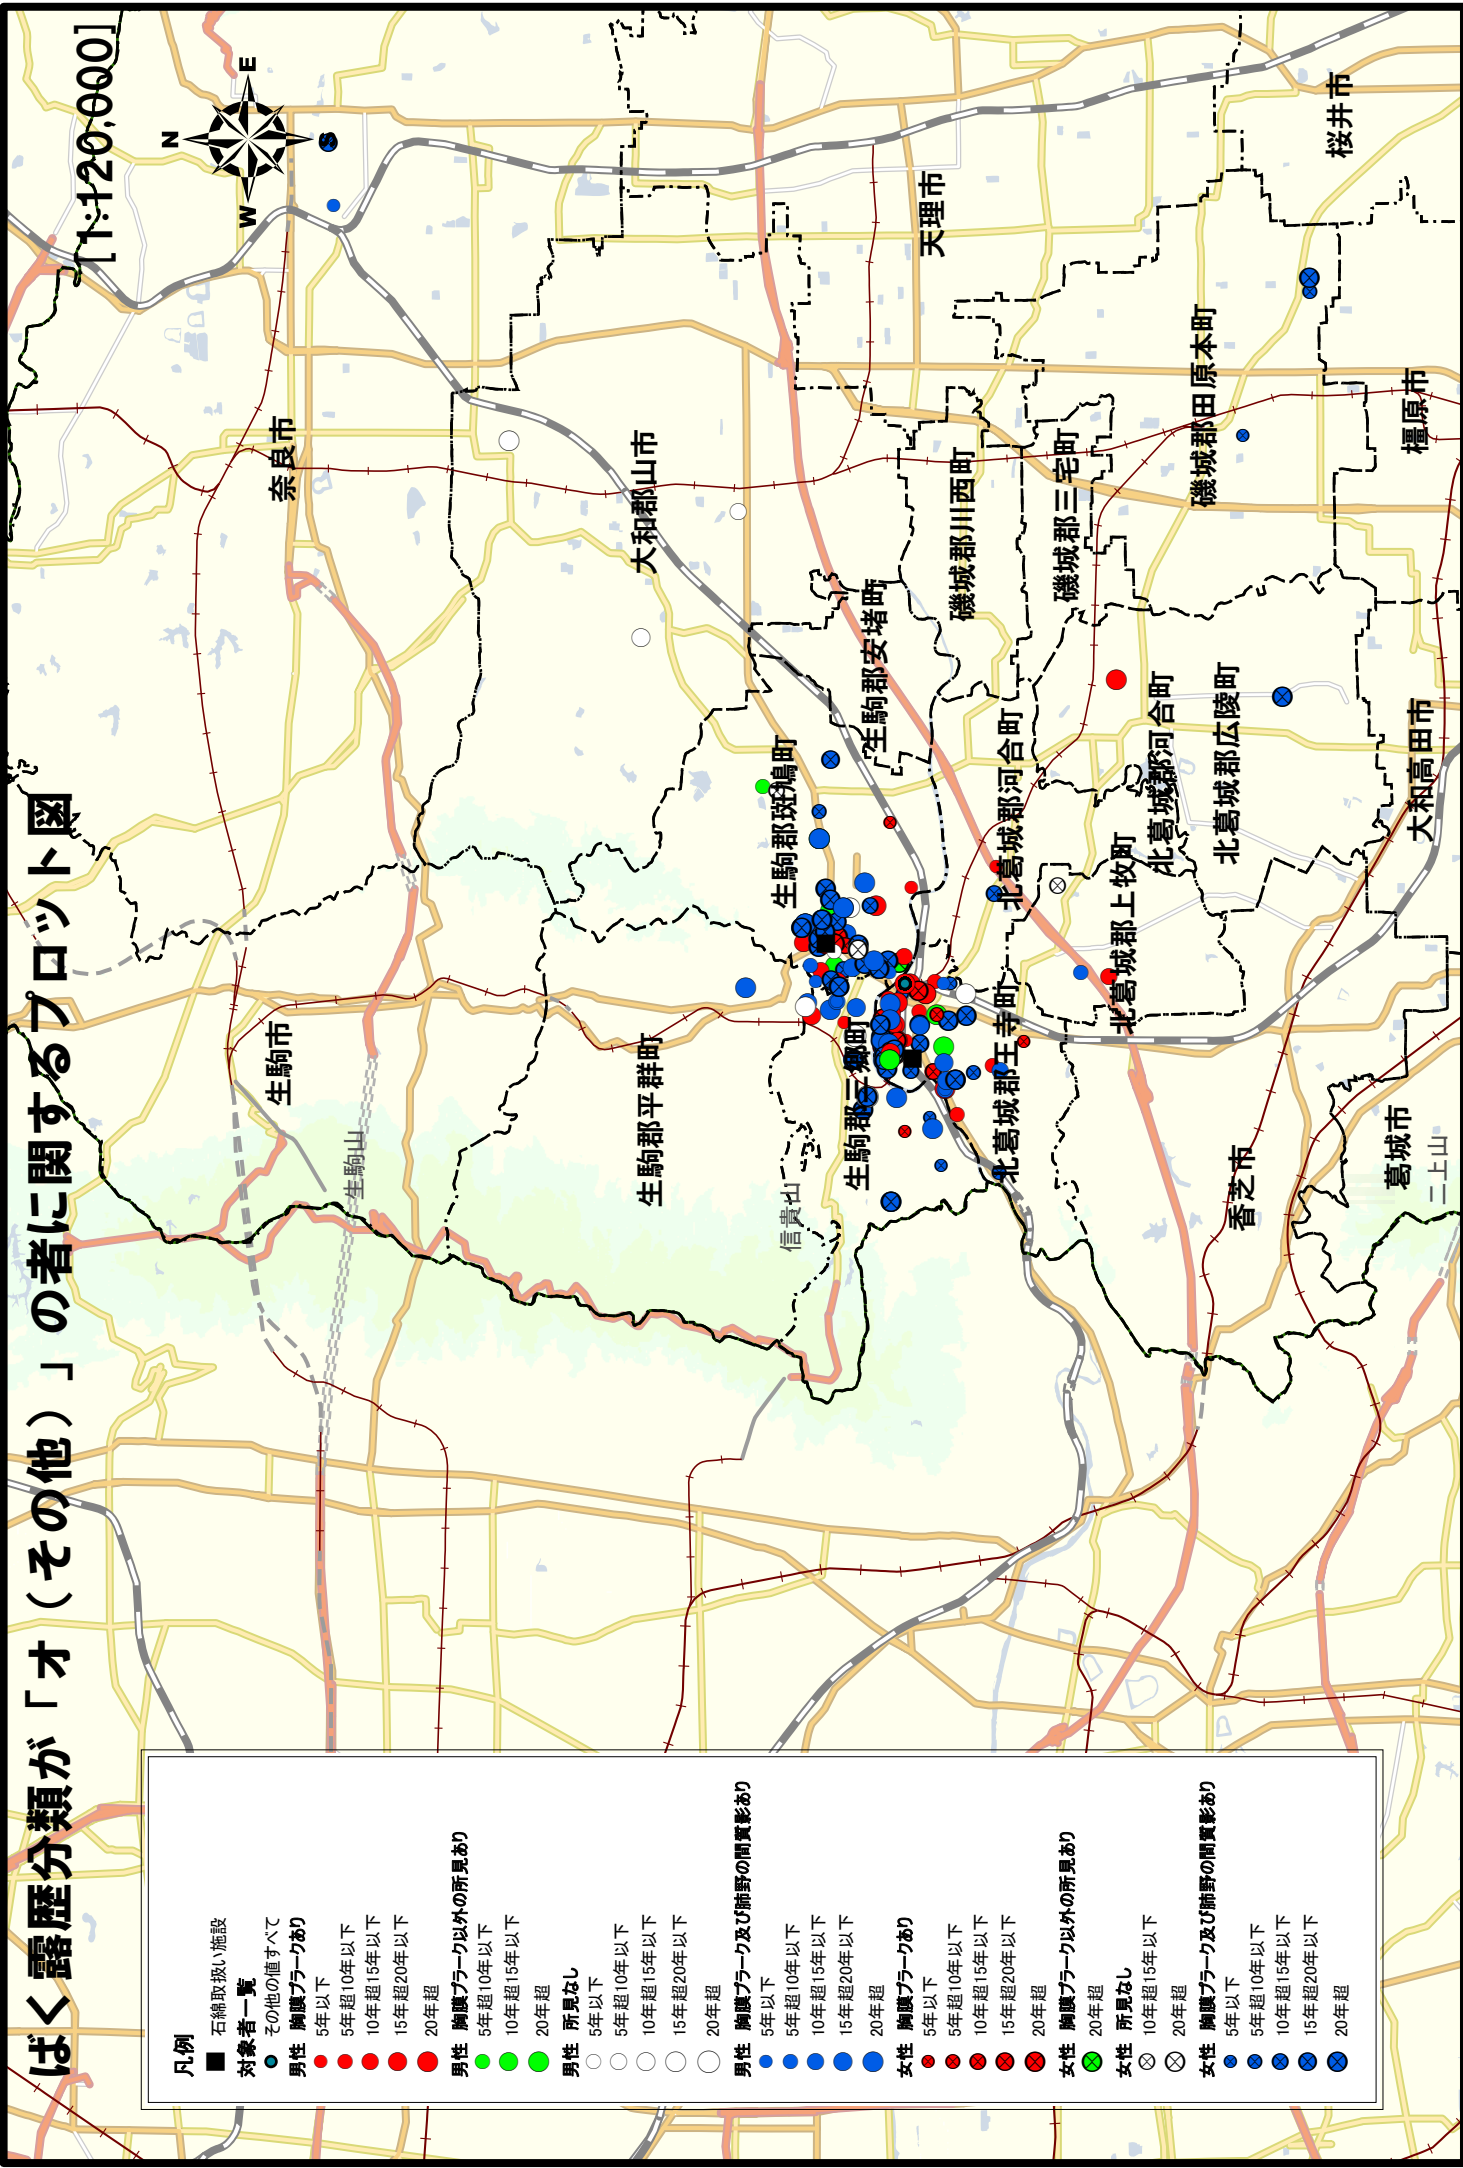 ばく露歴分類が「オ(その他)」の者に関するプロット図
[1:120,000]
N
W
E
S
奈良市
生駒市
生駒山
大和郡山市
生駒郡平群町
天理市
生駒郡斑鳩町
生駒郡安堵町
信貴山
生駒郡三郷町
磯城郡川西町
磯城郡三宅町
北葛城郡河合町
北葛城郡王寺町
北葛城郡上牧町
北葛城郡河合町
北葛城郡広陵町
磯城郡田原本町
桜井市
橿原市
大和高田市
香芝市
葛城市
二上山
凡例
石綿取扱い施設
対象者一覧
その他の値すべて
男性 胸膜プラークあり
5年以下
5年超10年以下
10年超15年以下
15年超20年以下
20年超
男性 胸膜プラーク以外の所見あり
5年超10年以下
10年超15年以下
20年超
男性 所見なし
5年以下
5年超10年以下
10年超15年以下
15年超20年以下
20年超
男性 胸膜プラーク及び肺野の間質影あり
5年以下
5年超10年以下
10年超15年以下
15年超20年以下
20年超
女性 胸膜プラークあり
5年以下
5年超10年以下
10年超15年以下
15年超20年以下
20年超
女性 胸膜プラーク以外の所見あり
20年超
女性 所見なし
10年超15年以下
20年超
女性 胸膜プラーク及び肺野の間質影あり
5年以下
5年超10年以下
10年超15年以下
15年超20年以下
20年超